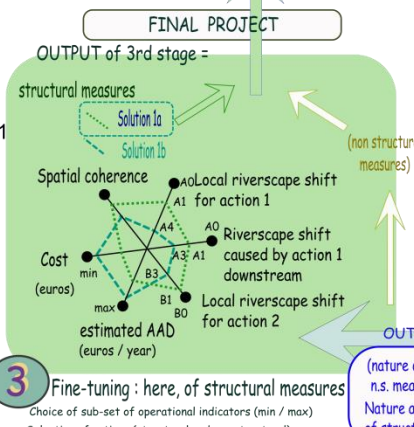 FINAL PROJECT
OUTPUT of 3rd stage =
structural measures
Solution 1a
Solution 1b
1
(non structur
measures)
Spatial coherence
A0 Local riverscape shift
for action 1
A1
A4
A0
Riverscape shift
caused by action 1
downstream
A3 A1
Cost
(euros)
min
B3
B1
B0
Local riverscape shift
for action 2
max
estimated AAD
(euros / year)
OUT
(nature o
n.s. mea
Nature o
3 Fine-tuning : here, of structural measures
Choice of sub-set of operational indicators (min / max)